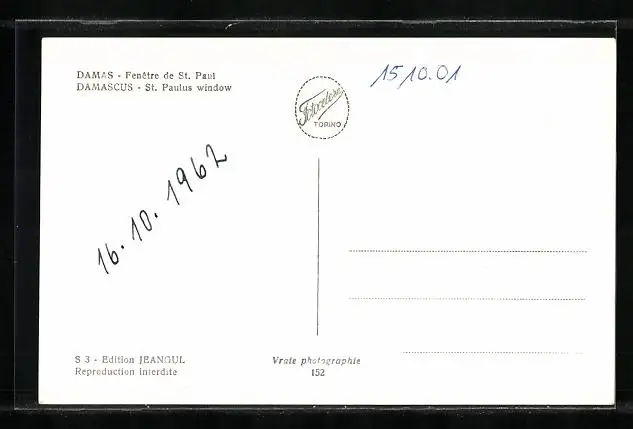 DAMAS - Fenêtre de St. Paul
DAMASCUS - St. Paulus window
Fotocelere
TORINO
15 10.01
16.10.1962
S 3 - Edition JEANGUL
Reproduction interdite
Vraie photographie
152